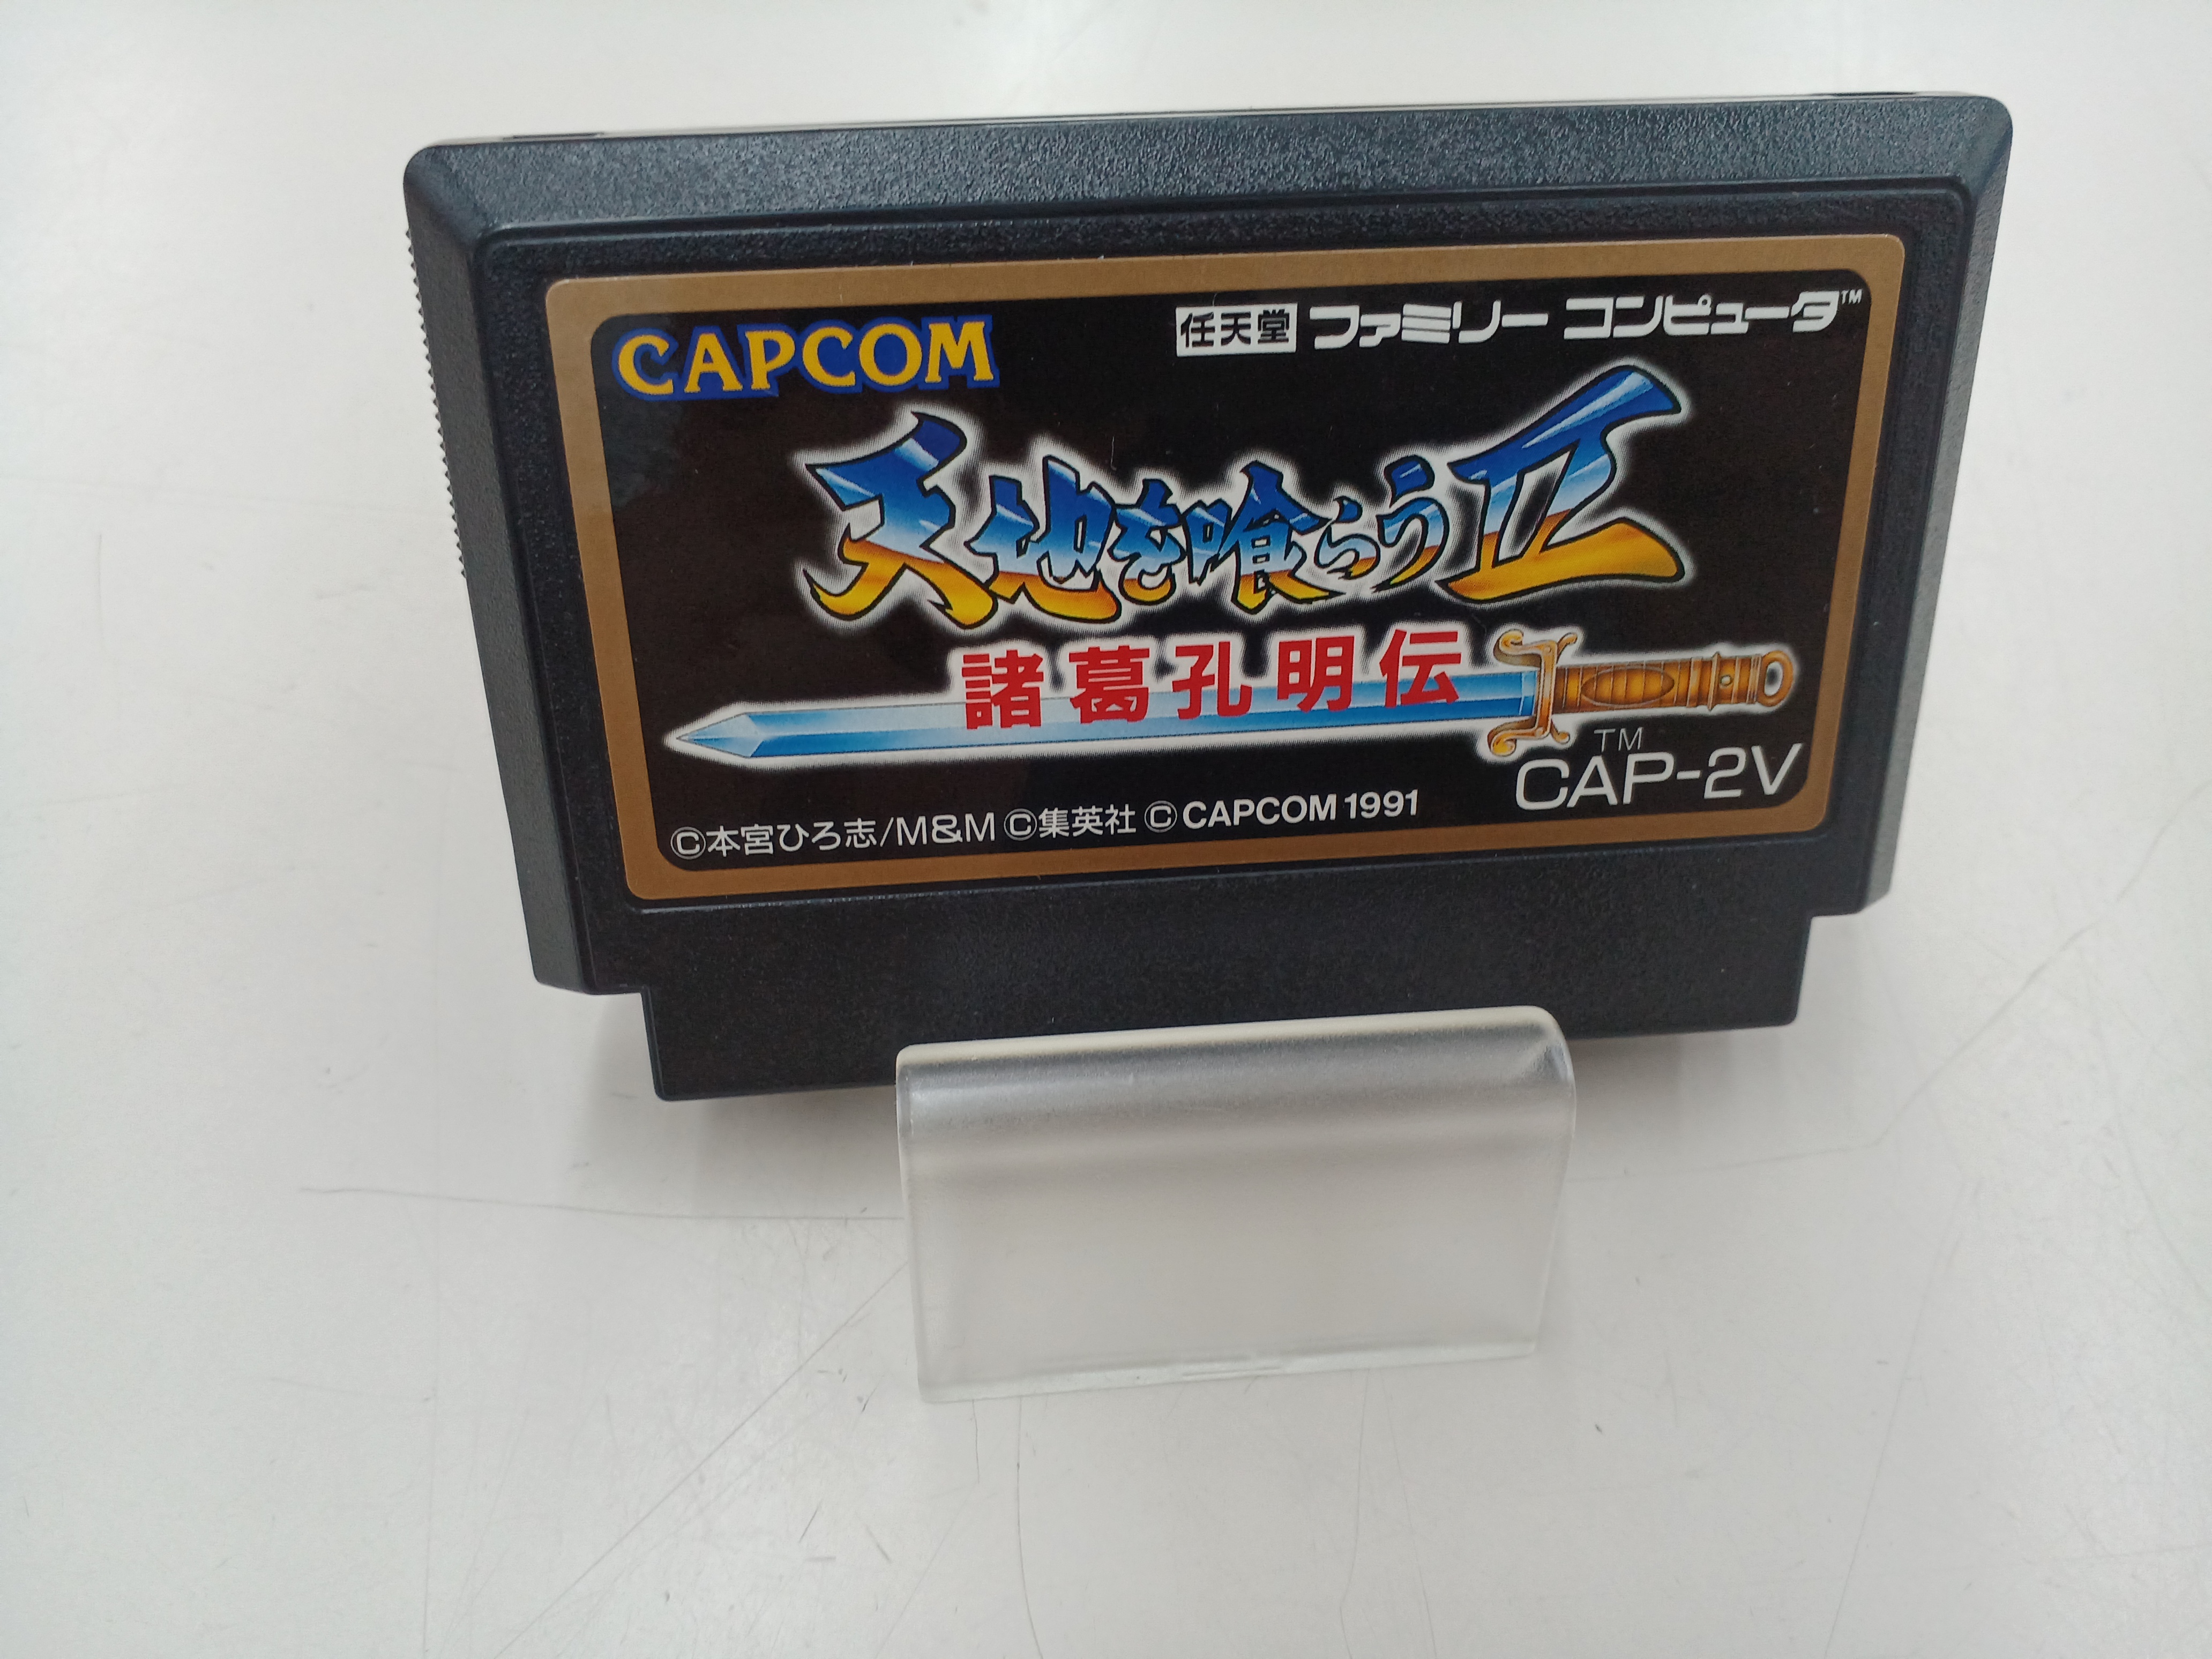 CAPCOM
任天堂 ファミリー コンピュータ™
天地を喰らうII
諸葛孔明伝
TM
CAP-2V
©本宮ひろ志/M&M ©集英社 ©CAPCOM 1991